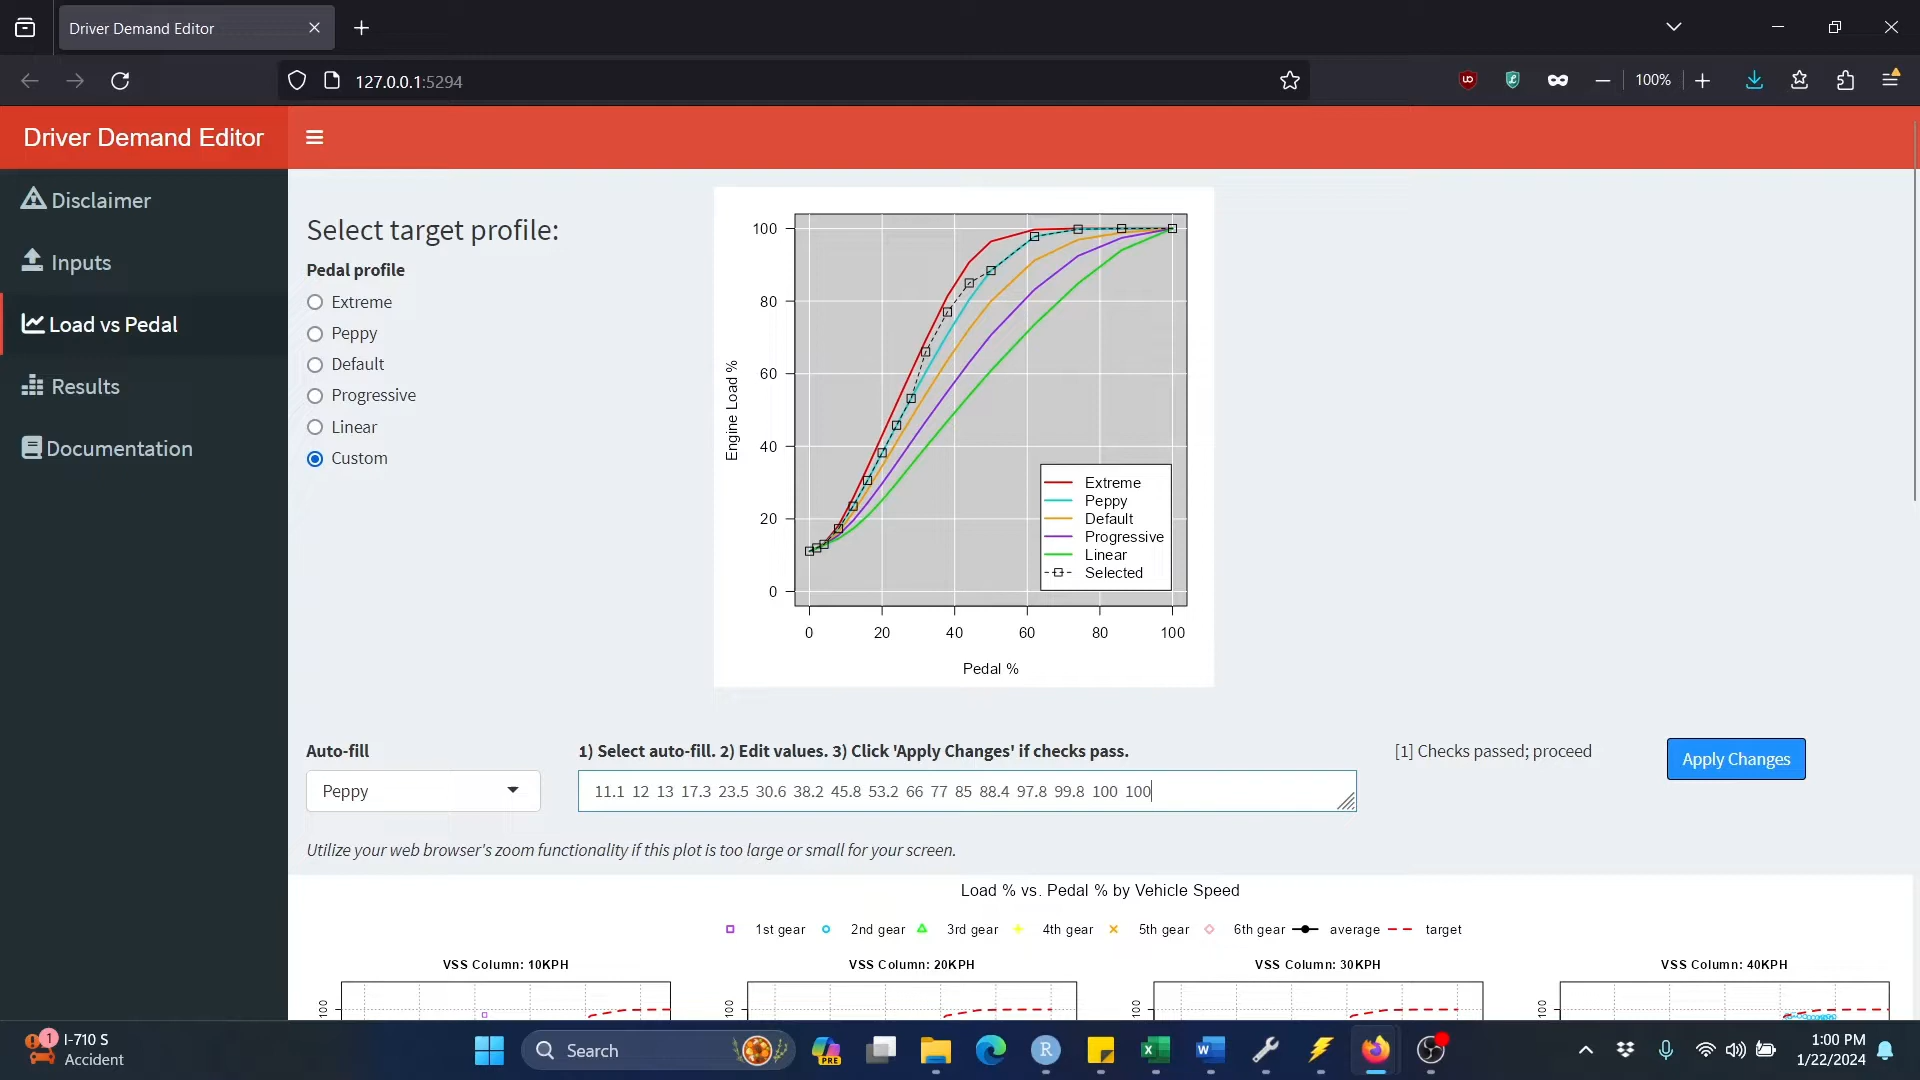 Driver Demand Editor
127.0.0.1:5294
100%
Driver Demand Editor
Disclaimer
Inputs
Load vs Pedal
Results
Documentation
Select target profile:
Pedal profile
Extreme
Peppy
Default
Progressive
Linear
Custom
100
80
60
40
20
0
Engine Load %
0 20 40 60 80 100
Pedal %
Extreme
Peppy
Default
Progressive
Linear
Selected
Auto-fill
Peppy
1) Select auto-fill. 2) Edit values. 3) Click 'Apply Changes' if checks pass.
11.1 12 13 17.3 23.5 30.6 38.2 45.8 53.2 66 77 85 88.4 97.8 99.8 100 100
[1] Checks passed; proceed
Apply Changes
Utilize your web browser's zoom functionality if this plot is too large or small for your screen.
Load % vs. Pedal % by Vehicle Speed
1st gear 2nd gear 3rd gear 4th gear 5th gear 6th gear average target
VSS Column: 10KPH VSS Column: 20KPH VSS Column: 30KPH VSS Column: 40KPH
100 100 100 100
1
I-710 S
Accident
Search
PRE
1:00 PM
1/22/2024